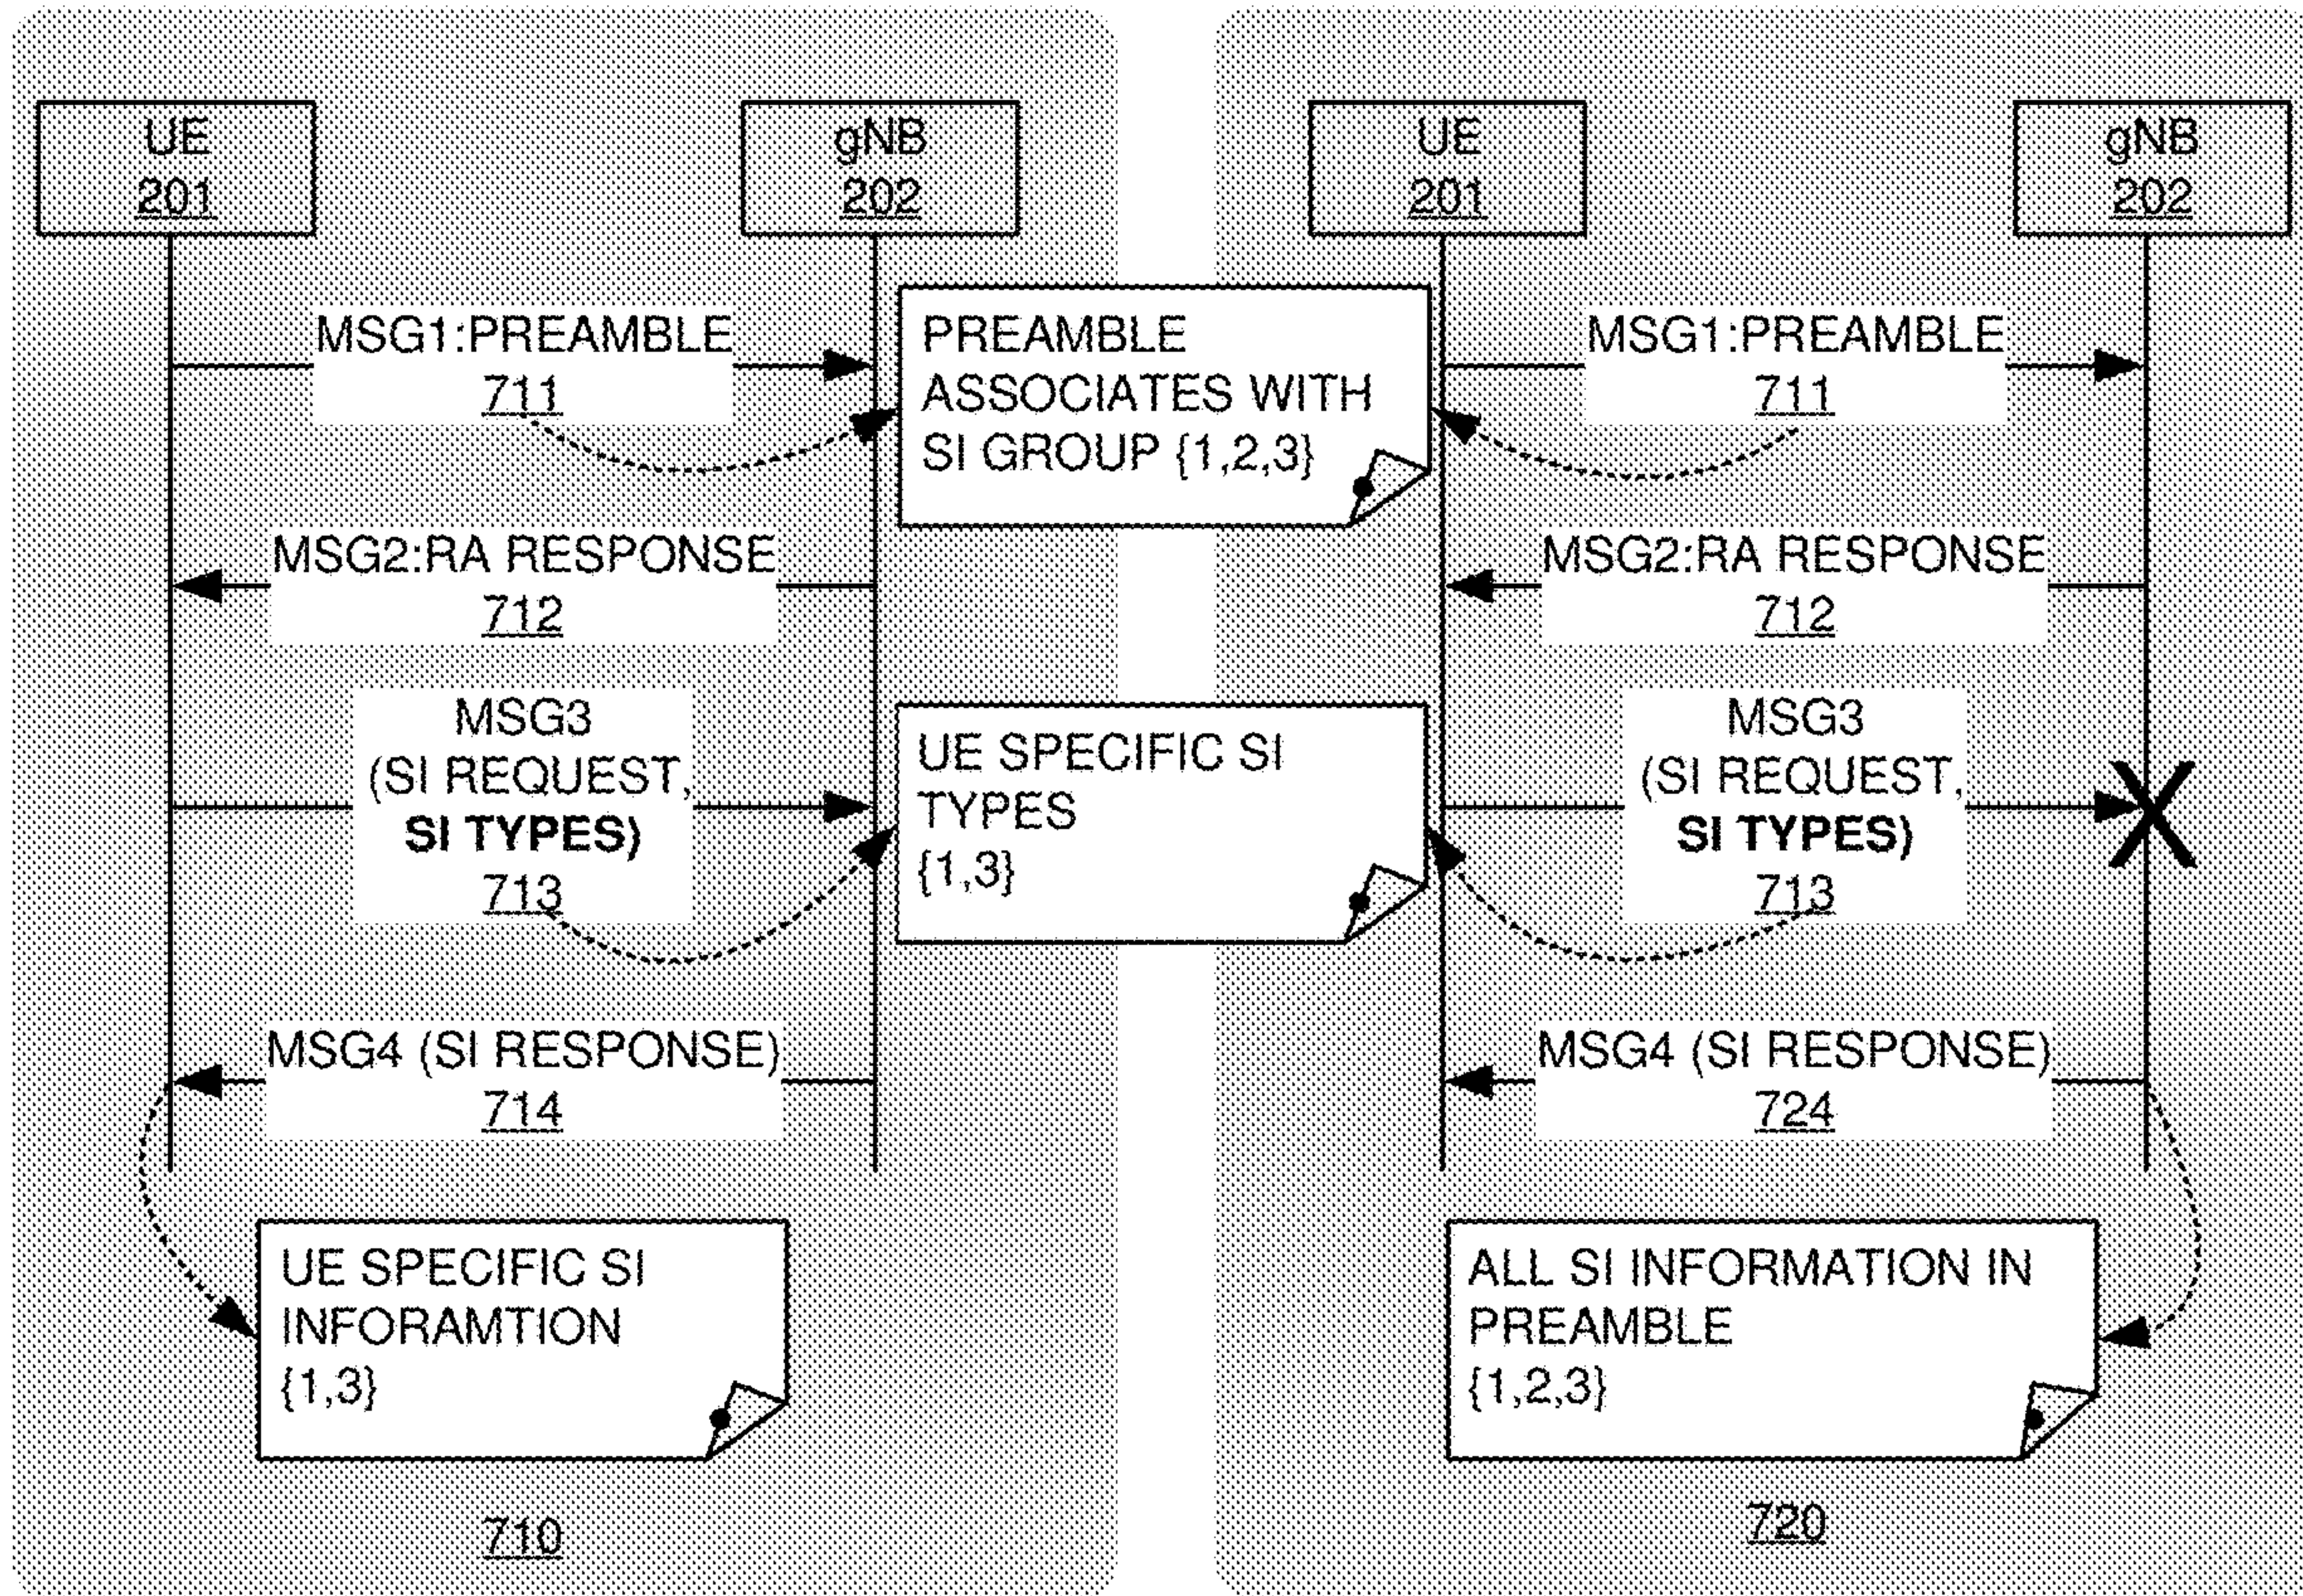 UE
201
gNB
202
MSG1:PREAMBLE
711
PREAMBLE
ASSOCIATES WITH
SI GROUP {1,2,3}
MSG2:RA RESPONSE
712
MSG3
(SI REQUEST,
SI TYPES)
713
UE SPECIFIC SI
TYPES
{1,3}
MSG4 (SI RESPONSE)
714
UE SPECIFIC SI
INFORAMTION
{1,3}
710
UE
201
gNB
202
MSG1:PREAMBLE
711
MSG2:RA RESPONSE
712
MSG3
(SI REQUEST,
SI TYPES)
713
X
MSG4 (SI RESPONSE)
724
ALL SI INFORMATION IN
PREAMBLE
{1,2,3}
720